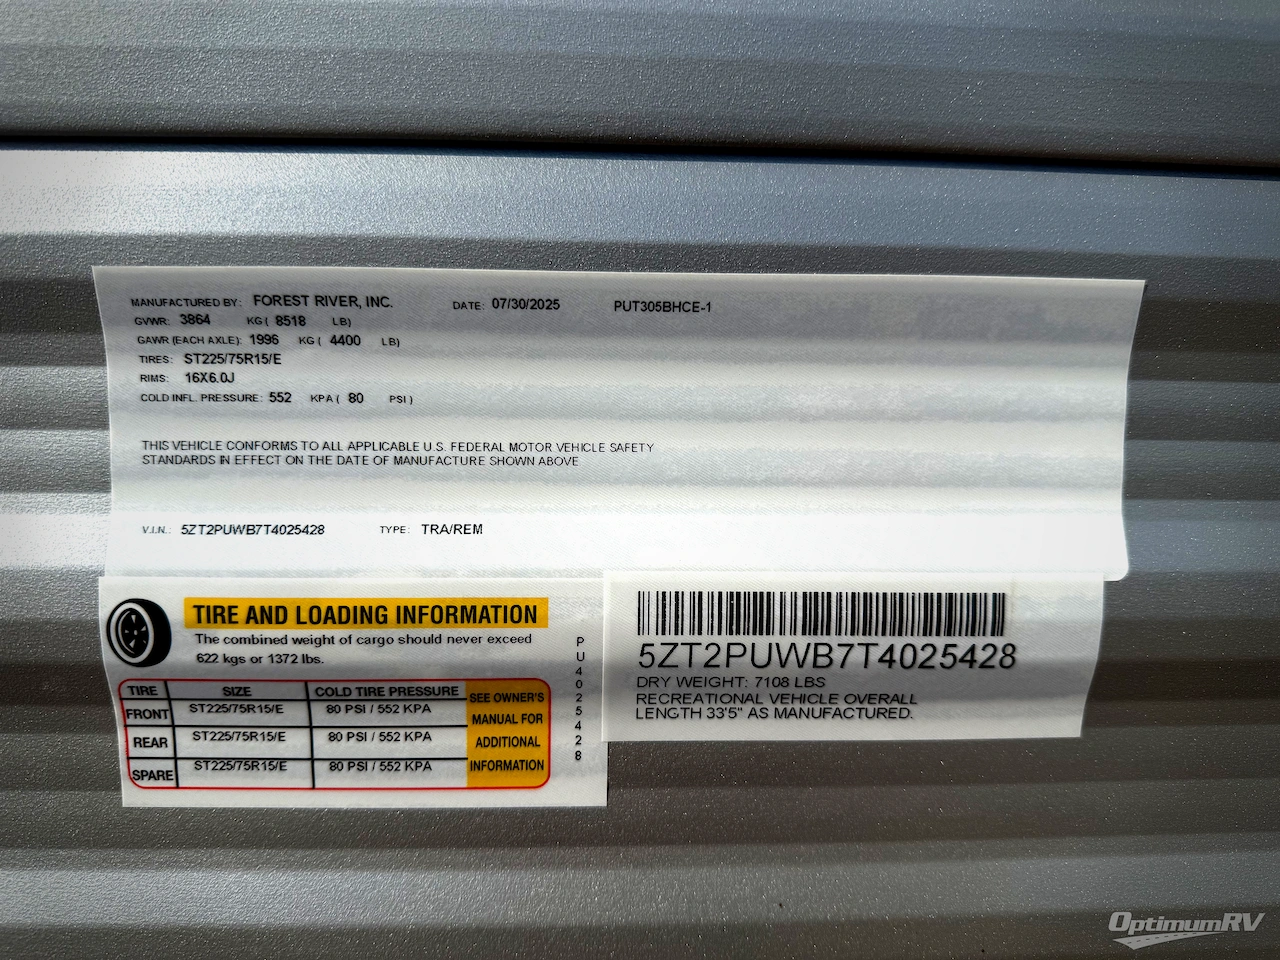 MANUFACTURED BY: FOREST RIVER, INC. DATE: 07/30/2025 PUT305BHCE-1
GVWR: 3864 KG ( 8518 LB)
GAWR (EACH AXLE): 1996 KG ( 4400 LB)
TIRES: ST225/75R15/E
RIMS: 16X6.0J
COLD INFL. PRESSURE: 552 KPA ( 80 PSI )
THIS VEHICLE CONFORMS TO ALL APPLICABLE U.S. FEDERAL MOTOR VEHICLE SAFETY
STANDARDS IN EFFECT ON THE DATE OF MANUFACTURE SHOWN ABOVE
V.I.N.: 5ZT2PUWB7T4025428 TYPE: TRA/REM
TIRE AND LOADING INFORMATION
The combined weight of cargo should never exceed
622 kgs or 1372 lbs.
TIRE SIZE COLD TIRE PRESSURE
FRONT ST225/75R15/E 80 PSI / 552 KPA
REAR ST225/75R15/E 80 PSI / 552 KPA
SPARE ST225/75R15/E 80 PSI / 552 KPA
SEE OWNER'S
MANUAL FOR
ADDITIONAL
INFORMATION
PU4025428
5ZT2PUWB7T4025428
DRY WEIGHT: 7108 LBS
RECREATIONAL VEHICLE OVERALL
LENGTH 33'5" AS MANUFACTURED.
OptimumRV